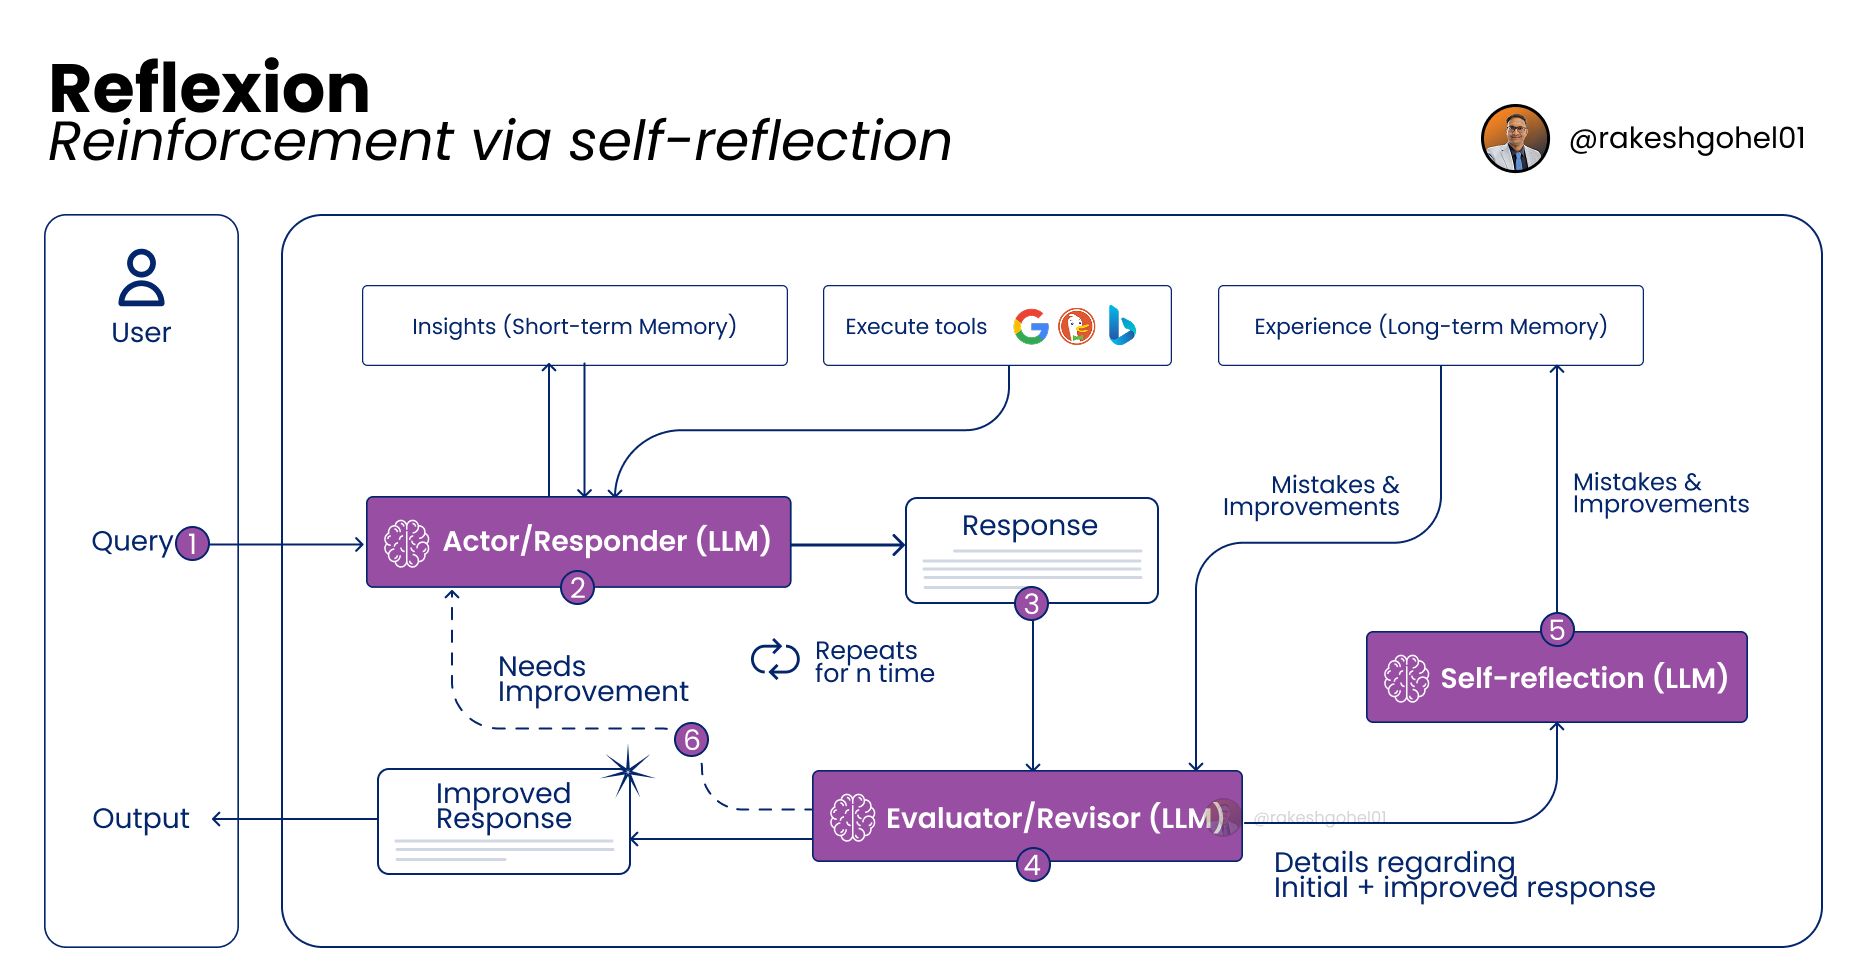 Reflexion
Reinforcement via self-reflection
@rakeshgohel01
User
Insights (Short-term Memory)
Execute tools
Experience (Long-term Memory)
Query
1
Actor/Responder (LLM)
2
Response
3
Mistakes &
Improvements
Mistakes &
Improvements
5
Self-reflection (LLM)
Needs
Improvement
Repeats
for n time
6
Output
Improved
Response
Evaluator/Revisor (LLM)
4
@rakeshgohel01
Details regarding
Initial + improved response